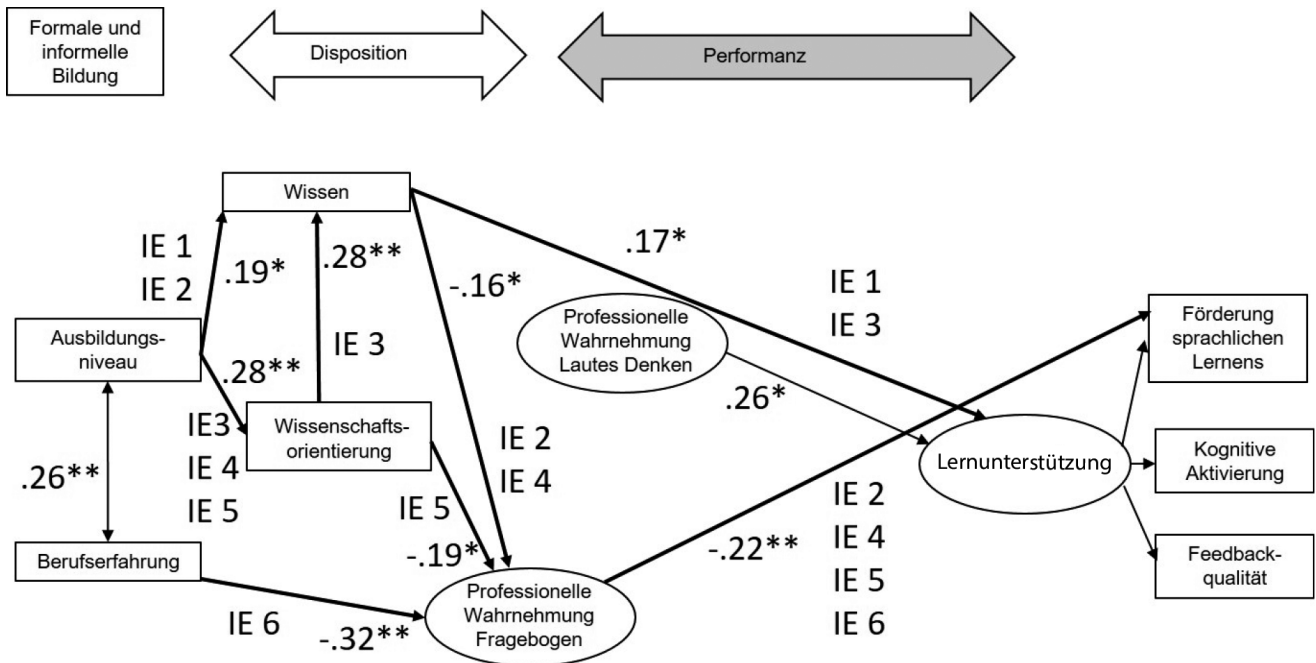 Formale und
informelle
Bildung
Disposition
Performanz
Wissen
IE 1
IE 2
.19*
.28**
-.16*
.17*
IE 1
IE 3
Ausbildungs-
niveau
.28**
IE 3
Professionelle
Wahrnehmung
Lautes Denken
.26*
Förderung
sprachlichen
Lernens
IE3
IE 4
IE 5
Wissenschafts-
orientierung
IE 2
IE 4
Lernunterstützung
Kognitive
Aktivierung
.26**
IE 5
-.19*
-.22**
IE 2
IE 4
IE 5
IE 6
Berufserfahrung
IE 6
-.32**
Professionelle
Wahrnehmung
Fragebogen
Feedback-
qualität